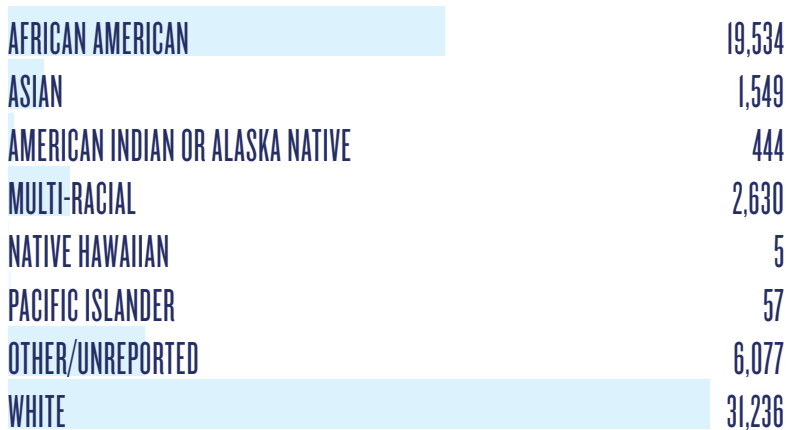 AFRICAN AMERICAN 19,534
ASIAN 1,549
AMERICAN INDIAN OR ALASKA NATIVE 444
MULTI-RACIAL 2,630
NATIVE HAWAIIAN 5
PACIFIC ISLANDER 57
OTHER/UNREPORTED 6,077
WHITE 31,236